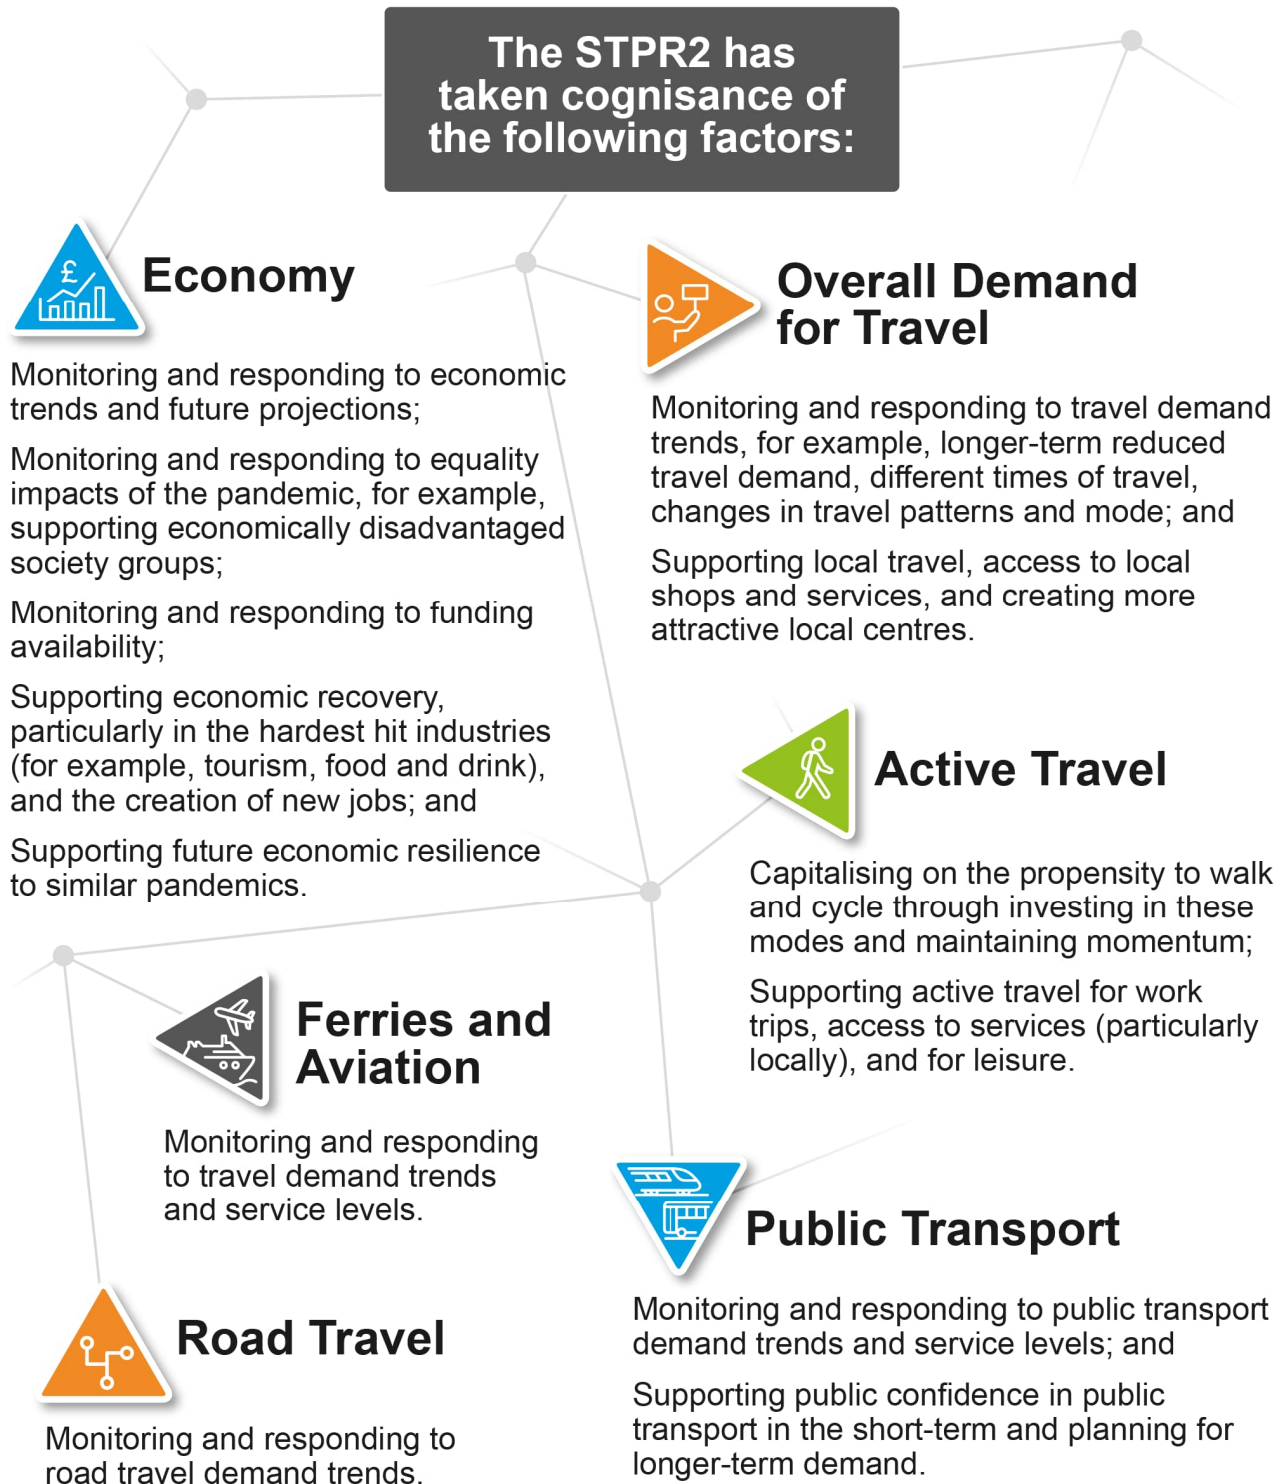 The STPR2 has
taken cognisance of
the following factors:
£
Economy
Monitoring and responding to economic
trends and future projections;
Monitoring and responding to equality
impacts of the pandemic, for example,
supporting economically disadvantaged
society groups;
Monitoring and responding to funding
availability;
Supporting economic recovery,
particularly in the hardest hit industries
(for example, tourism, food and drink),
and the creation of new jobs; and
Supporting future economic resilience
to similar pandemics.
Overall Demand
for Travel
Monitoring and responding to travel demand
trends, for example, longer-term reduced
travel demand, different times of travel,
changes in travel patterns and mode; and
Supporting local travel, access to local
shops and services, and creating more
attractive local centres.
Active Travel
Capitalising on the propensity to walk
and cycle through investing in these
modes and maintaining momentum;
Supporting active travel for work
trips, access to services (particularly
locally), and for leisure.
Ferries and
Aviation
Monitoring and responding
to travel demand trends
and service levels.
Public Transport
Monitoring and responding to public transport
demand trends and service levels; and
Supporting public confidence in public
transport in the short-term and planning for
longer-term demand.
Road Travel
Monitoring and responding to
road travel demand trends.